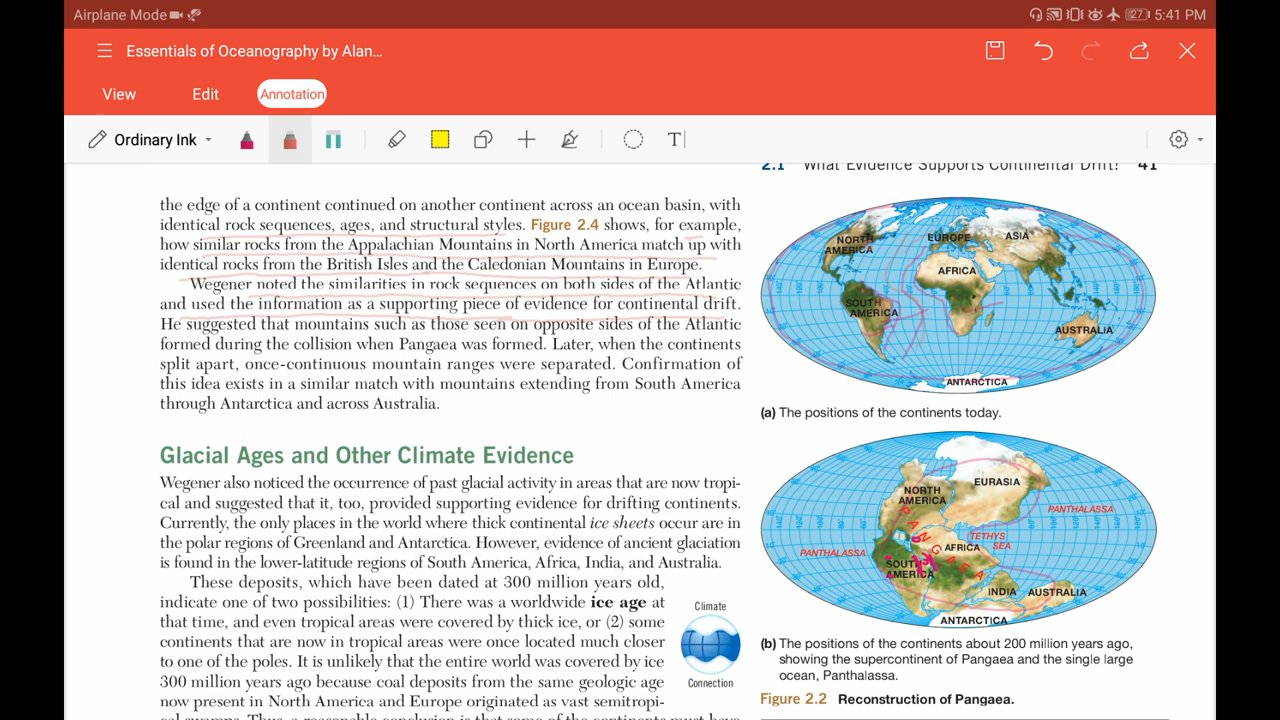 Airplane Mode
27 5:41 PM
Essentials of Oceanography by Alan...
View Edit Annotation
Ordinary Ink
T
2.1 What Evidence Supports Continental Drift? 41
the edge of a continent continued on another continent across an ocean basin, with
identical rock sequences, ages, and structural styles. Figure 2.4 shows, for example,
how similar rocks from the Appalachian Mountains in North America match up with
identical rocks from the British Isles and the Caledonian Mountains in Europe.
Wegener noted the similarities in rock sequences on both sides of the Atlantic
and used the information as a supporting piece of evidence for continental drift.
He suggested that mountains such as those seen on opposite sides of the Atlantic
formed during the collision when Pangaea was formed. Later, when the continents
split apart, once-continuous mountain ranges were separated. Confirmation of
this idea exists in a similar match with mountains extending from South America
through Antarctica and across Australia.
Glacial Ages and Other Climate Evidence
Wegener also noticed the occurrence of past glacial activity in areas that are now tropi-
cal and suggested that it, too, provided supporting evidence for drifting continents.
Currently, the only places in the world where thick continental ice sheets occur are in
the polar regions of Greenland and Antarctica. However, evidence of ancient glaciation
is found in the lower-latitude regions of South America, Africa, India, and Australia.
These deposits, which have been dated at 300 million years old,
indicate one of two possibilities: (1) There was a worldwide ice age at
that time, and even tropical areas were covered by thick ice, or (2) some
continents that are now in tropical areas were once located much closer
to one of the poles. It is unlikely that the entire world was covered by ice
300 million years ago because coal deposits from the same geologic age
now present in North America and Europe originated as vast semitropi-
cal swamps. Thus, a reasonable conclusion is that some of the continents must have
Climate
Connection
NORTH
AMERICA
EUROPE
ASIA
AFRICA
SOUTH
AMERICA
AUSTRALIA
ANTARCTICA
(a) The positions of the continents today.
EURASIA
NORTH
AMERICA
PANTHALASSA
PANGAEA
TETHYS
SEA
PANTHALASSA
AFRICA
SOUTH
AMERICA
INDIA
AUSTRALIA
ANTARCTICA
(b) The positions of the continents about 200 million years ago,
showing the supercontinent of Pangaea and the single large
ocean, Panthalassa.
Figure 2.2 Reconstruction of Pangaea.